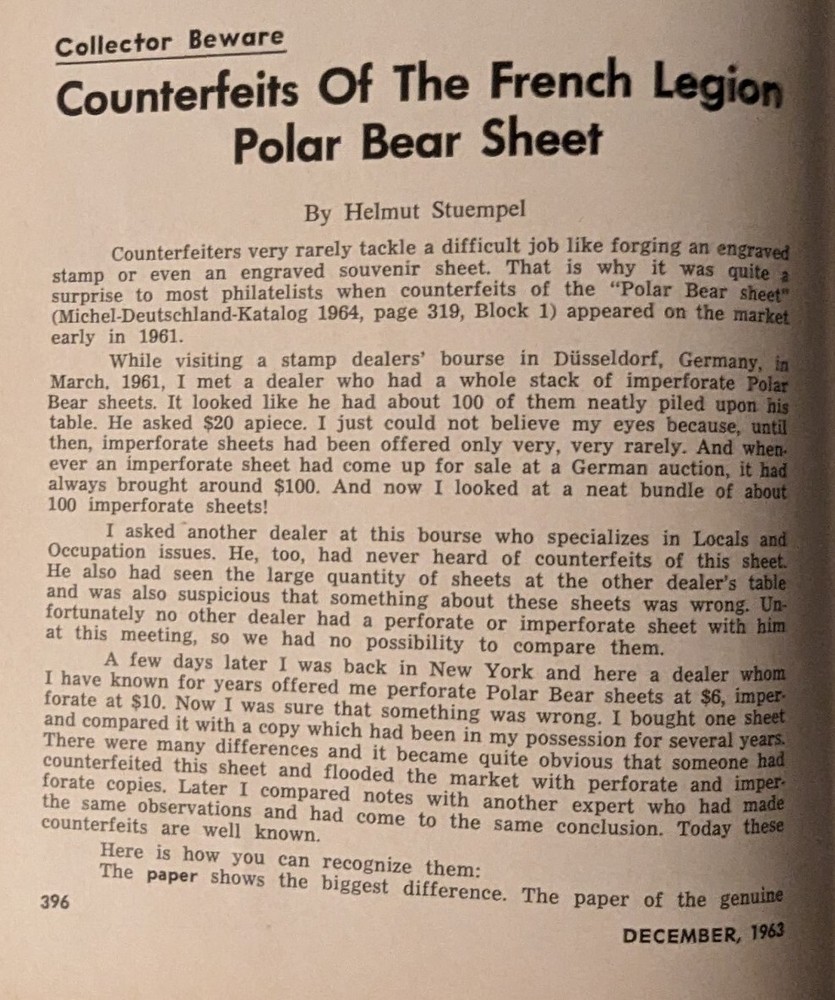 Collector Beware
Counterfeits Of The French Legion
Polar Bear Sheet
By Helmut Stuempel
Counterfeiters very rarely tackle a difficult job like forging an engraved
stamp or even an engraved souvenir sheet. That is why it was quite a
surprise to most philatelists when counterfeits of the "Polar Bear sheet"
(Michel-Deutschland-Katalog 1964, page 319, Block 1) appeared on the market
early in 1961.
While visiting a stamp dealers' bourse in Düsseldorf, Germany, in
March, 1961, I met a dealer who had a whole stack of imperforate Polar
Bear sheets. It looked like he had about 100 of them neatly piled upon his
table. He asked $20 apiece. I just could not believe my eyes because, until
then, imperforate sheets had been offered only very, very rarely. And when-
ever an imperforate sheet had come up for sale at a German auction, it had
always brought around $100. And now I looked at a neat bundle of about
100 imperforate sheets!
I asked another dealer at this bourse who specializes in Locals and
Occupation issues. He, too, had never heard of counterfeits of this sheet.
He also had seen the large quantity of sheets at the other dealer's table
and was also suspicious that something about these sheets was wrong. Un-
fortunately no other dealer had a perforate or imperforate sheet with him
at this meeting, so we had no possibility to compare them.
A few days later I was back in New York and here a dealer whom
I have known for years offered me perforate Polar Bear sheets at $6, imper-
forate at $10. Now I was sure that something was wrong. I bought one sheet
and compared it with a copy which had been in my possession for several years.
There were many differences and it became quite obvious that someone had
counterfeited this sheet and flooded the market with perforate and imper-
forate copies. Later I compared notes with another expert who had made
the same observations and had come to the same conclusion. Today these
counterfeits are well known.
Here is how you can recognize them:
The paper shows the biggest difference. The paper of the genuine
396
DECEMBER, 1963